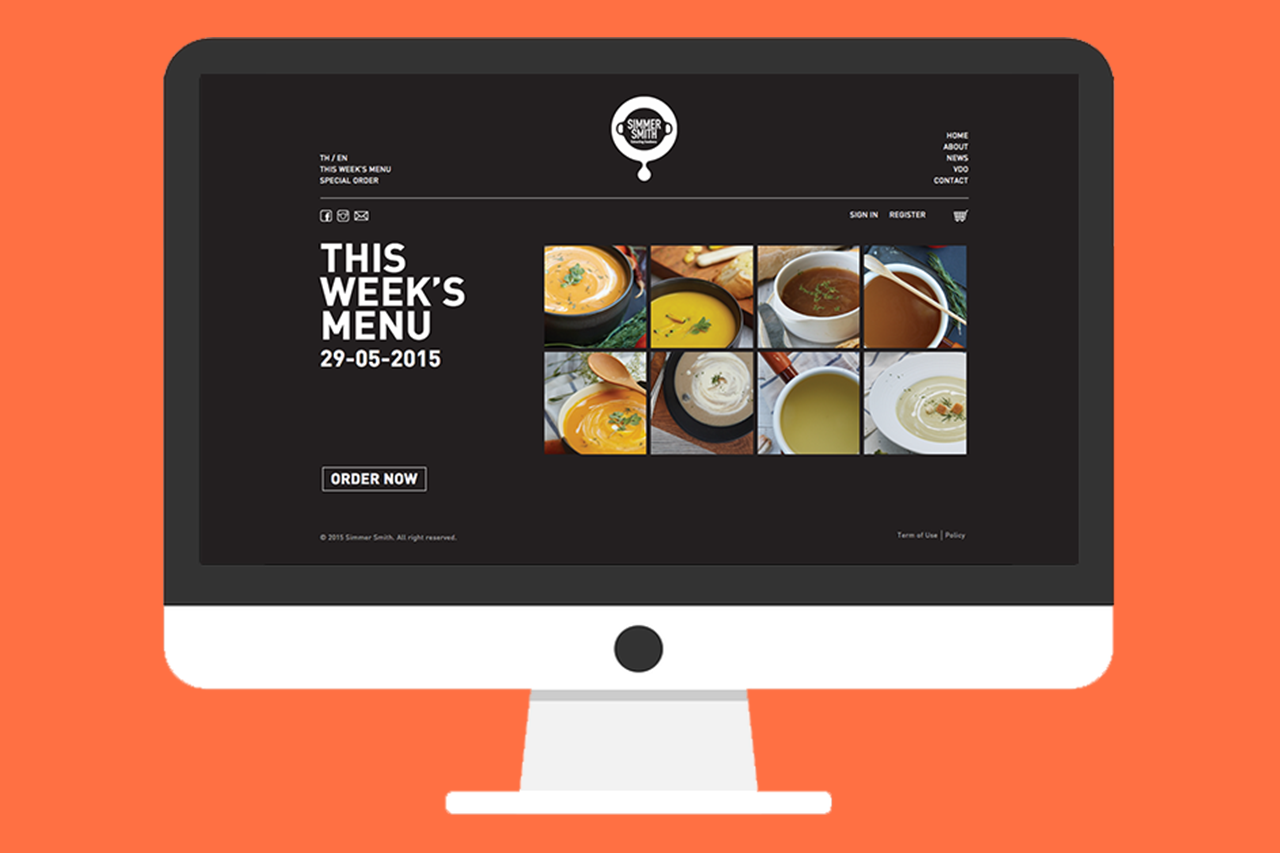 SIMMER
SMITH
TH / EN
THIS WEEK'S MENU
SPECIAL ORDER
HOME
ABOUT
NEWS
VDO
CONTACT
SIGN IN REGISTER
THIS
WEEK'S
MENU
29-05-2015
ORDER NOW
© 2015 Simmer Smith. All right reserved.
Term of Use | Policy